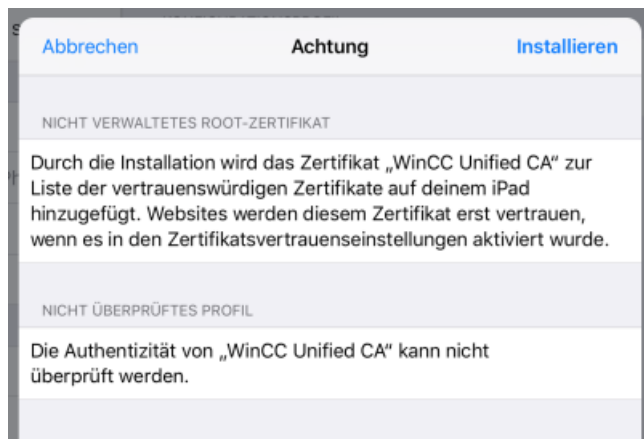 Abbrechen Achtung Installieren
NICHT VERWALTETES ROOT-ZERTIFIKAT
Durch die Installation wird das Zertifikat „WinCC Unified CA“ zur
Liste der vertrauenswürdigen Zertifikate auf deinem iPad
hinzugefügt. Websites werden diesem Zertifikat erst vertrauen,
wenn es in den Zertifikatsvertrauenseinstellungen aktiviert wurde.
NICHT ÜBERPRÜFTES PROFIL
Die Authentizität von „WinCC Unified CA“ kann nicht
überprüft werden.